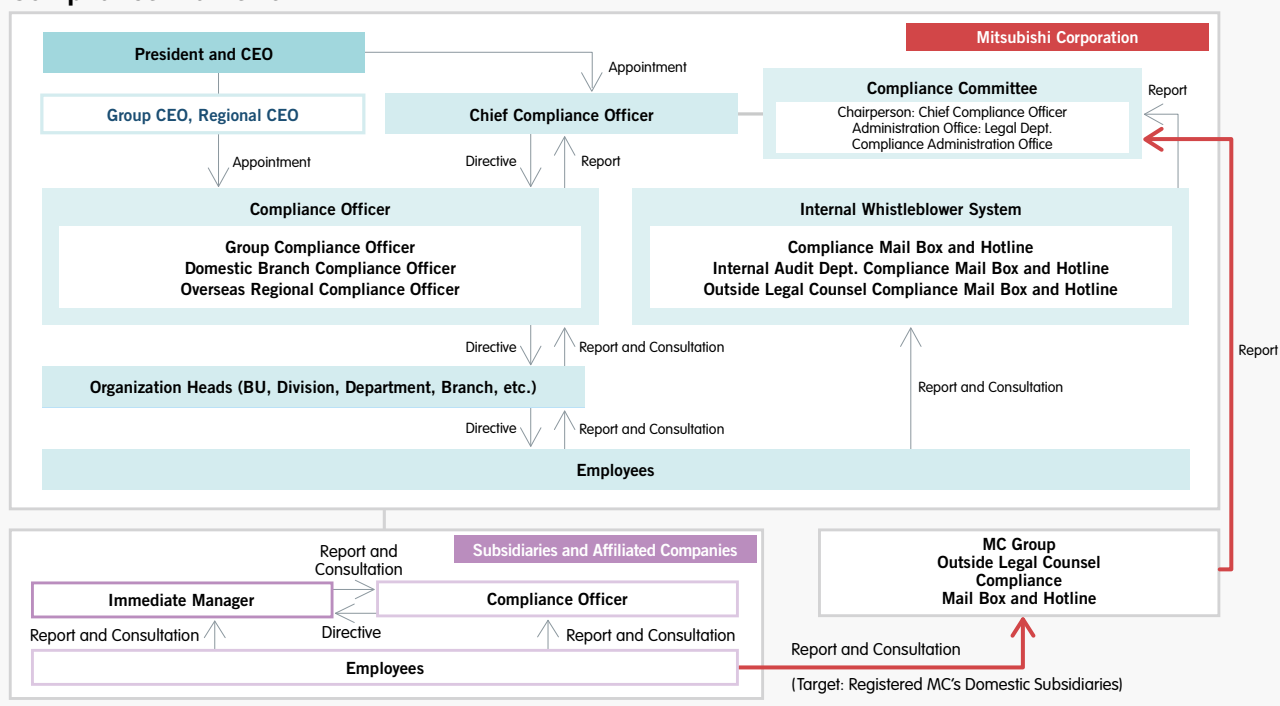 Mitsubishi Corporation
President and CEO
Appointment
Group CEO, Regional CEO
Chief Compliance Officer
Compliance Committee
Chairperson: Chief Compliance Officer
Administration Office: Legal Dept.
Compliance Administration Office
Report
Appointment
Directive
Report
Compliance Officer
Group Compliance Officer
Domestic Branch Compliance Officer
Overseas Regional Compliance Officer
Internal Whistleblower System
Compliance Mail Box and Hotline
Internal Audit Dept. Compliance Mail Box and Hotline
Outside Legal Counsel Compliance Mail Box and Hotline
Directive
Report and Consultation
Report
Organization Heads (BU, Division, Department, Branch, etc.)
Report and Consultation
Directive
Report and Consultation
Employees
Subsidiaries and Affiliated Companies
Report and
Consultation
Immediate Manager
Compliance Officer
Report and Consultation
Directive
Report and Consultation
Employees
MC Group
Outside Legal Counsel
Compliance
Mail Box and Hotline
Report and Consultation
(Target: Registered MC's Domestic Subsidiaries)